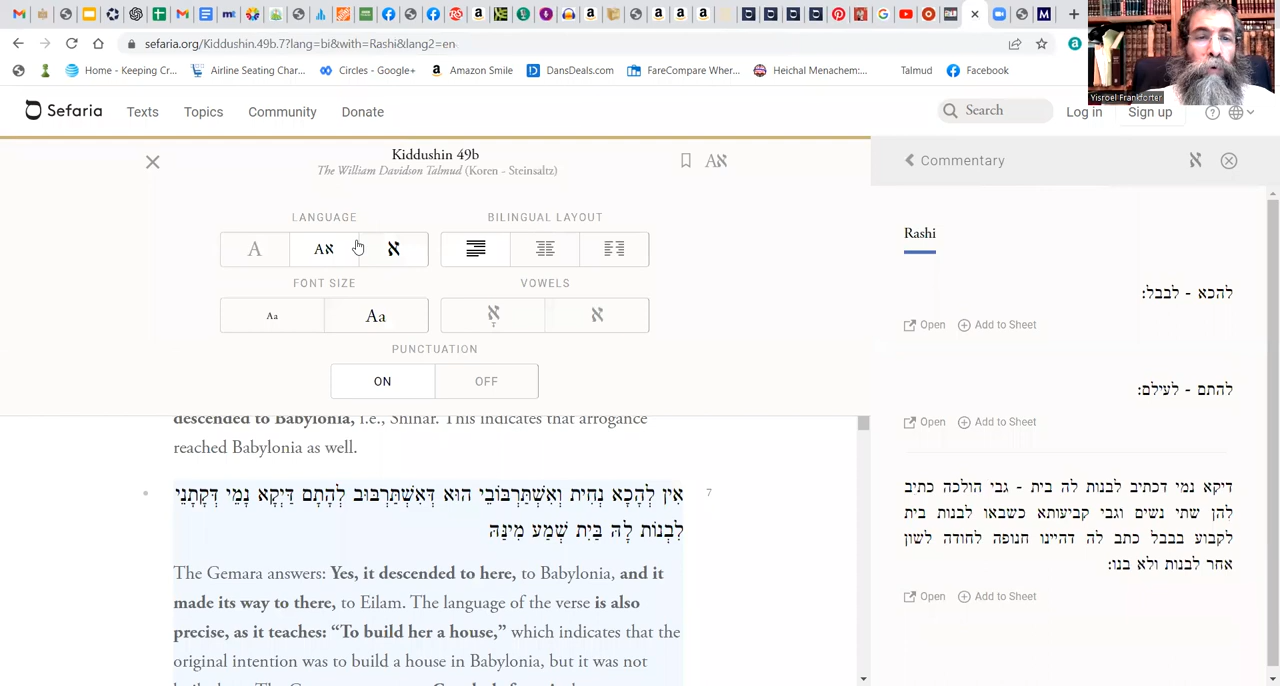 sefaria.org/Kiddushin.49b.7?lang=bi&with=Rashi&lang2=en
Home - Keeping Cr...
Airline Seating Char...
Circles - Google+
Amazon Smile
DansDeals.com
FareCompare Wher...
Heichal Menachem:...
Talmud
Facebook
Yisroel Frankforter
Sefaria
Texts
Topics
Community
Donate
Search
Log in
Sign up
Kiddushin 49b
The William Davidson Talmud (Koren - Steinsaltz)
Aא
LANGUAGE
BILINGUAL LAYOUT
A
Aא
א
FONT SIZE
VOWELS
Aa
Aa
אָ
א
PUNCTUATION
ON
OFF
descended to Babylonia, i.e., Shinar. This indicates that arrogance
reached Babylonia as well.
7
אִין לְהָכָא נְחִית וְאִשְׁתַּרְבּוֹבֵי הוּא דְּאִשְׁתַּרְבּוּב לְהָתָם דַּיְקָא נָמֵי דְּקָתָנֵי
לִבְנוֹת לָהּ בַּיִת שְׁמַע מִינַּהּ
The Gemara answers: Yes, it descended to here, to Babylonia, and it
made its way to there, to Eilam. The language of the verse is also
precise, as it teaches: “To build her a house,” which indicates that the
original intention was to build a house in Babylonia, but it was not
Commentary
א
Rashi
להכא - לבבל:
Open
Add to Sheet
להתם - לעילם:
Open
Add to Sheet
דיקא נמי דכתיב לבנות לה בית - גבי הולכה כתיב
להן שתי נשים וגבי קביעותא כשבאו לבנות בית
לקבוע בבבל כתב לה דהיינו חנופה לחודה לשון
אחר לבנות ולא בנו:
Open
Add to Sheet